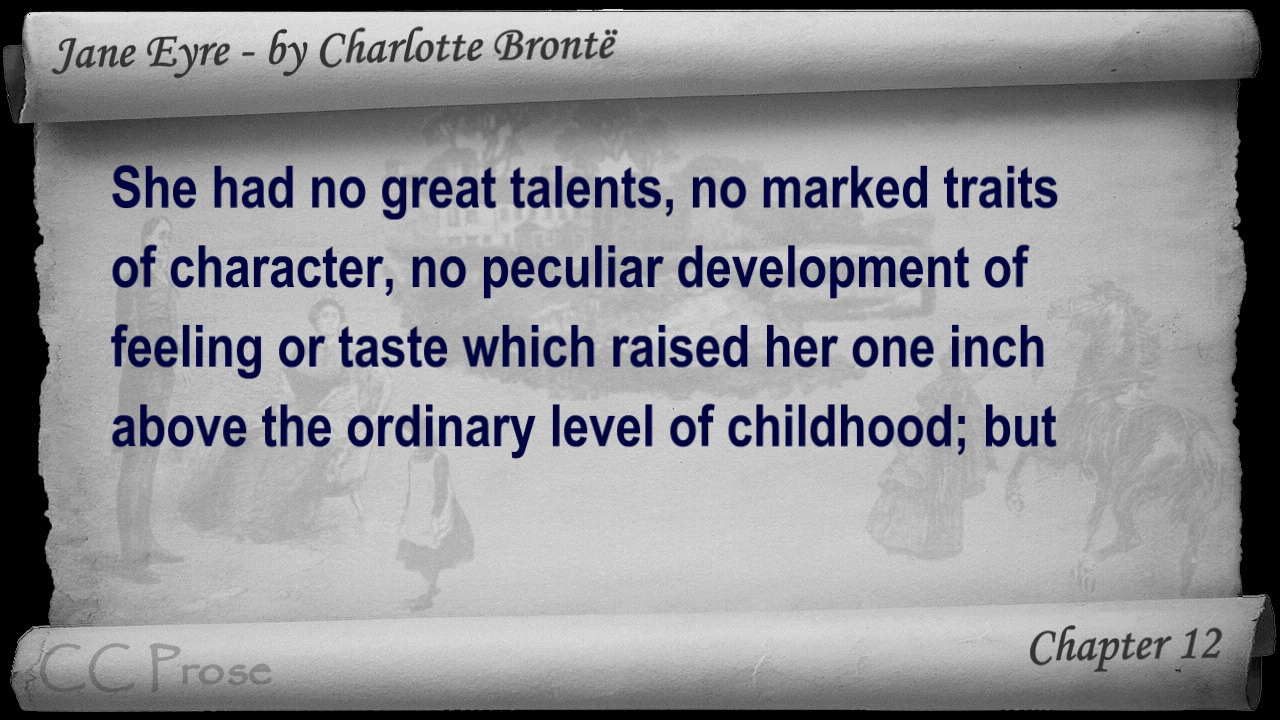 Jane Eyre - by Charlotte Brontë
She had no great talents, no marked traits
of character, no peculiar development of
feeling or taste which raised her one inch
above the ordinary level of childhood; but
CC Prose
Chapter 12